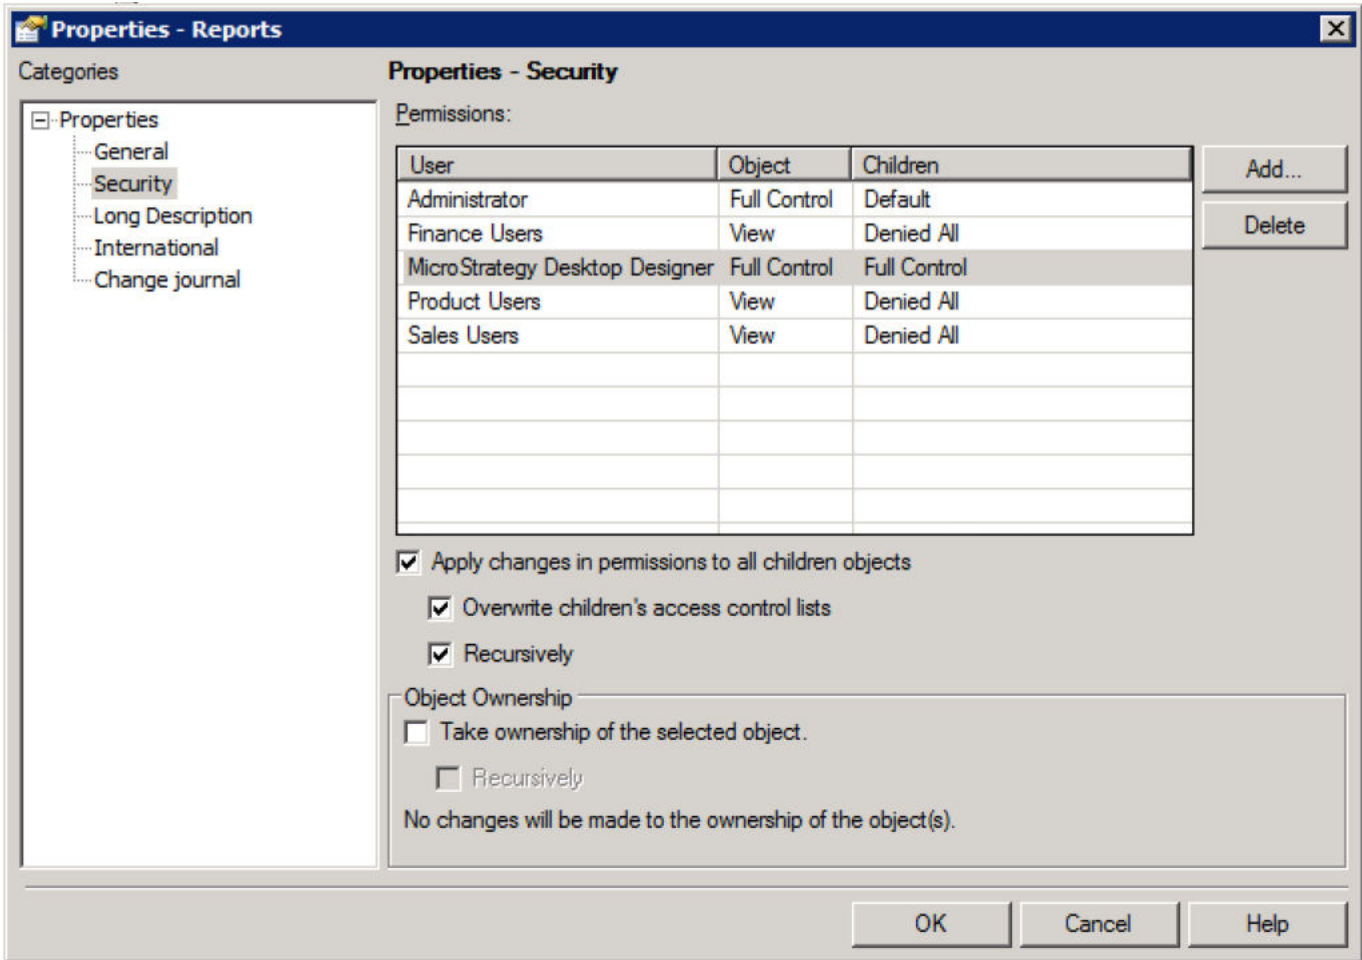 Properties - Reports
Categories
Properties
General
Security
Long Description
International
Change journal
Properties - Security
Permissions:
User Object Children
Administrator Full Control Default
Finance Users View Denied All
MicroStrategy Desktop Designer Full Control Full Control
Product Users View Denied All
Sales Users View Denied All
Add...
Delete
Apply changes in permissions to all children objects
Overwrite children's access control lists
Recursively
Object Ownership
Take ownership of the selected object.
Recursively
No changes will be made to the ownership of the object(s).
OK Cancel Help